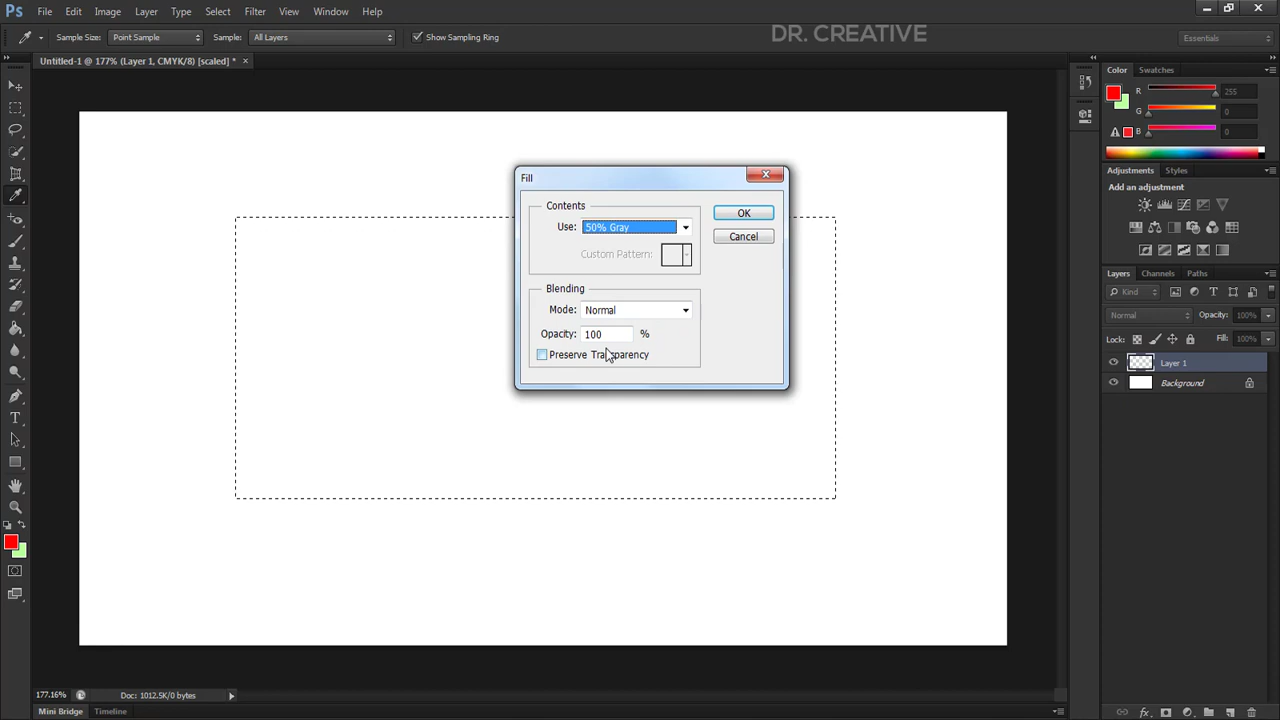 Ps File Edit Image Layer Type Select Filter View Window Help
Sample Size: Point Sample Sample: All Layers Show Sampling Ring
DR. CREATIVE
Essentials
Untitled-1 @ 177% (Layer 1, CMYK/8) [scaled] * ×
Color Swatches
R 255
G 0
B 0
Adjustments Styles
Add an adjustment
Layers Channels Paths
Kind
Normal Opacity: 100%
Lock: Fill: 100%
Layer 1
Background
Fill
Contents
Use: 50% Gray
Custom Pattern:
OK
Cancel
Blending
Mode: Normal
Opacity: 100 %
Preserve Transparency
177.16% Doc: 1012.5K/0 bytes
Mini Bridge Timeline